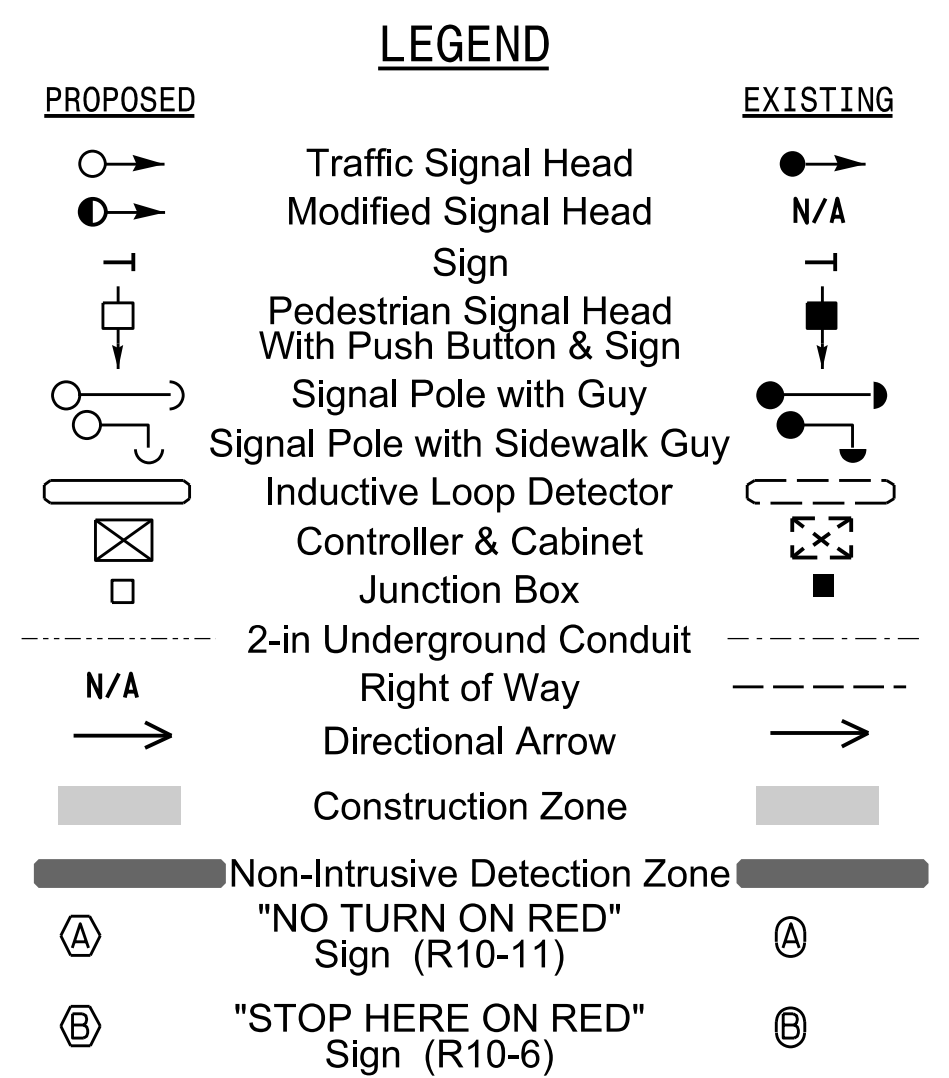 LEGEND
PROPOSED EXISTING
Traffic Signal Head
Modified Signal Head N/A
Sign
Pedestrian Signal Head
With Push Button & Sign
Signal Pole with Guy
Signal Pole with Sidewalk Guy
Inductive Loop Detector
Controller & Cabinet
Junction Box
2-in Underground Conduit
N/A Right of Way
Directional Arrow
Construction Zone
Non-Intrusive Detection Zone
A "NO TURN ON RED" A
Sign (R10-11)
B "STOP HERE ON RED" B
Sign (R10-6)